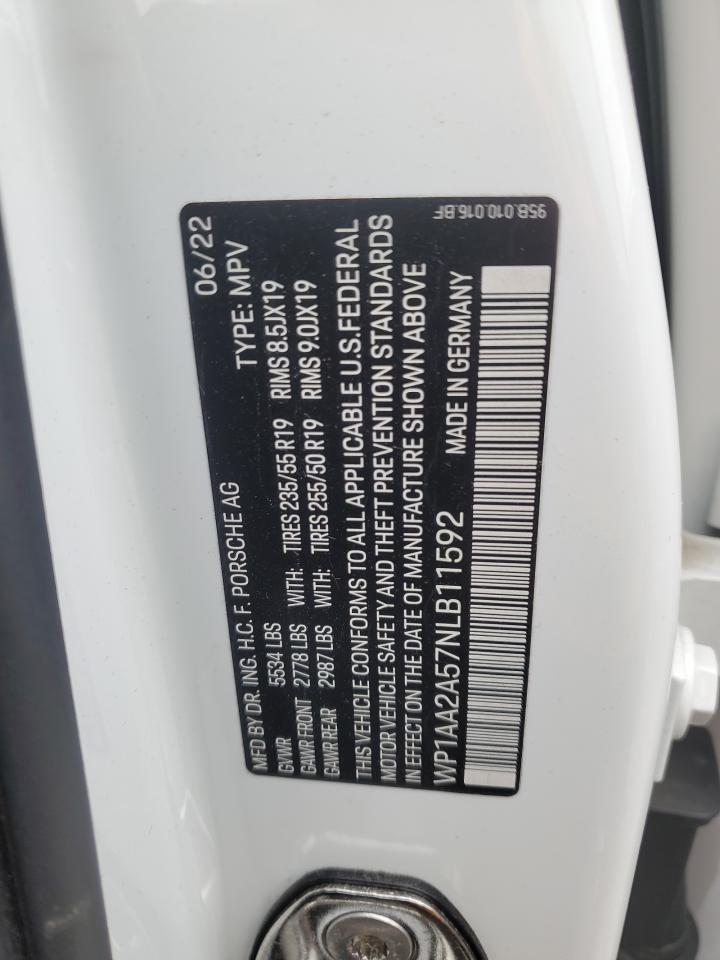 06/22
MFD BY DR. ING. H.C. F. PORSCHE AG TYPE: MPV
GVWR 5534 LBS
GAWR FRONT 2778 LBS WITH: TIRES 235/55 R19 RIMS 8.5JX19
GAWR REAR 2987 LBS WITH: TIRES 255/50 R19 RIMS 9.0JX19
THIS VEHICLE CONFORMS TO ALL APPLICABLE U.S.FEDERAL
MOTOR VEHICLE SAFETY AND THEFT PREVENTION STANDARDS
IN EFFECT ON THE DATE OF MANUFACTURE SHOWN ABOVE
WP1AA2A57NLB11592 MADE IN GERMANY
95B.010.016.BF